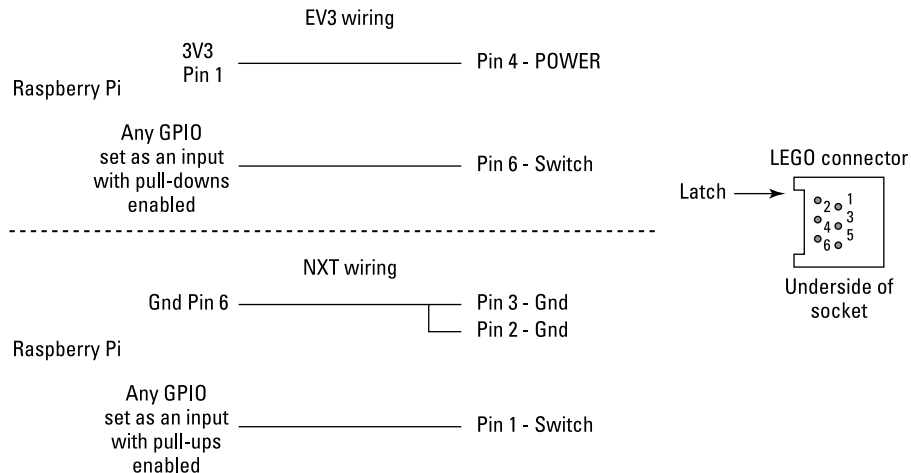 EV3 wiring
3V3
Pin 1
Pin 4 - POWER
Raspberry Pi
Any GPIO
set as an input
with pull-downs
enabled
Pin 6 - Switch
NXT wiring
Gnd Pin 6
Pin 3 - Gnd
Pin 2 - Gnd
Raspberry Pi
Any GPIO
set as an input
with pull-ups
enabled
Pin 1 - Switch
LEGO connector
Latch
2 1
4 3
6 5
Underside of
socket